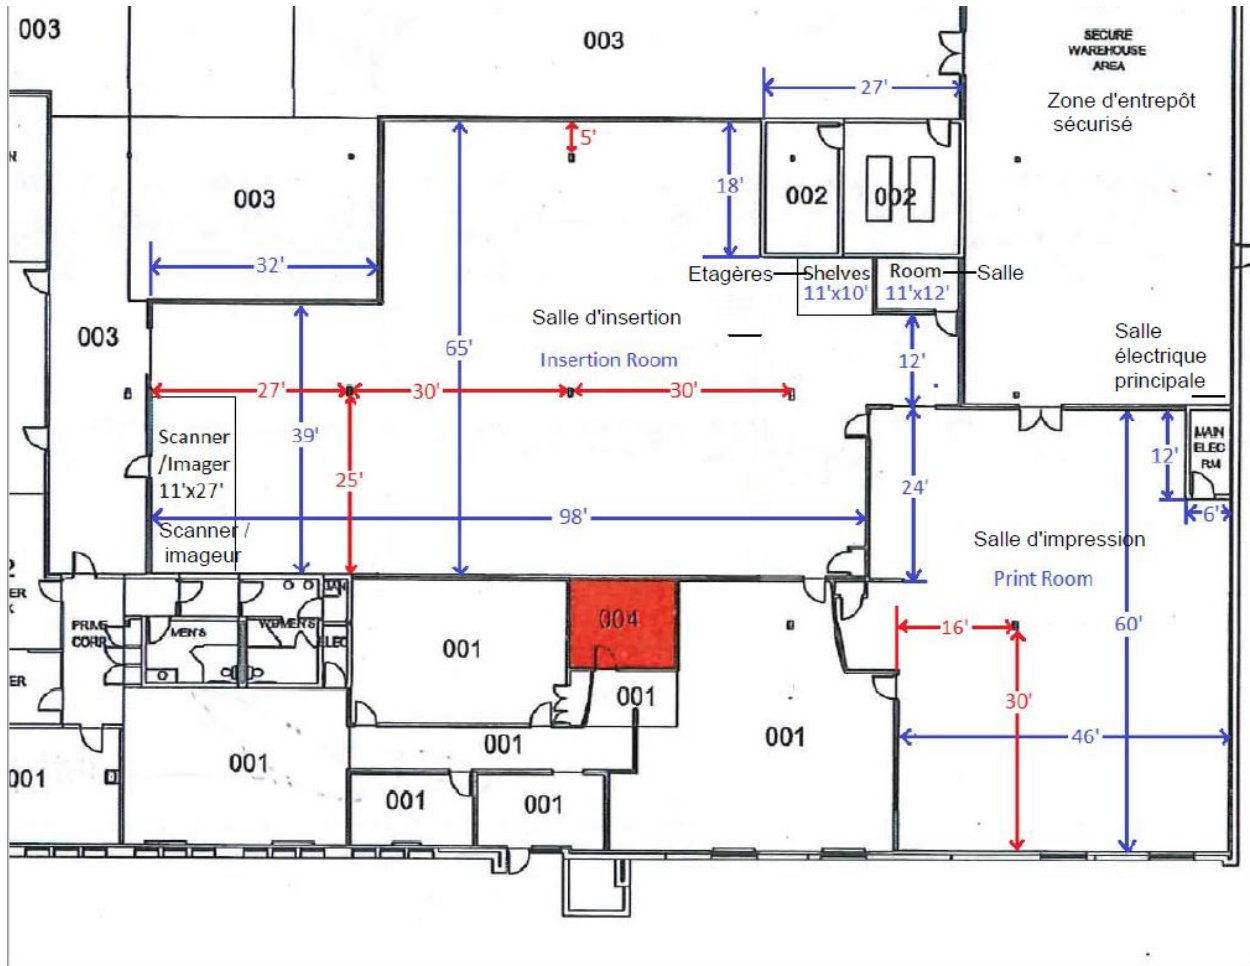 003
003
SECURE
WAREHOUSE
AREA
Zone d'entrepôt
sécurisé
27'
5'
003
18'
002
002
32'
Etagères
Shelves
11'x10'
Room
11'x12'
Salle
Salle d'insertion
Insertion Room
003
65'
12'
Salle
électrique
principale
27'
30'
30'
39'
Scanner
/Imager
11'x27'
25'
MAIN
ELEC
RM
12'
24'
98'
6'
Scanner /
imageur
Salle d'impression
Print Room
ER
PRIME
CORR
MEN'S
WOMEN'S
001
004
16'
60'
ER
001
30'
001
001
001
46'
001
001
001